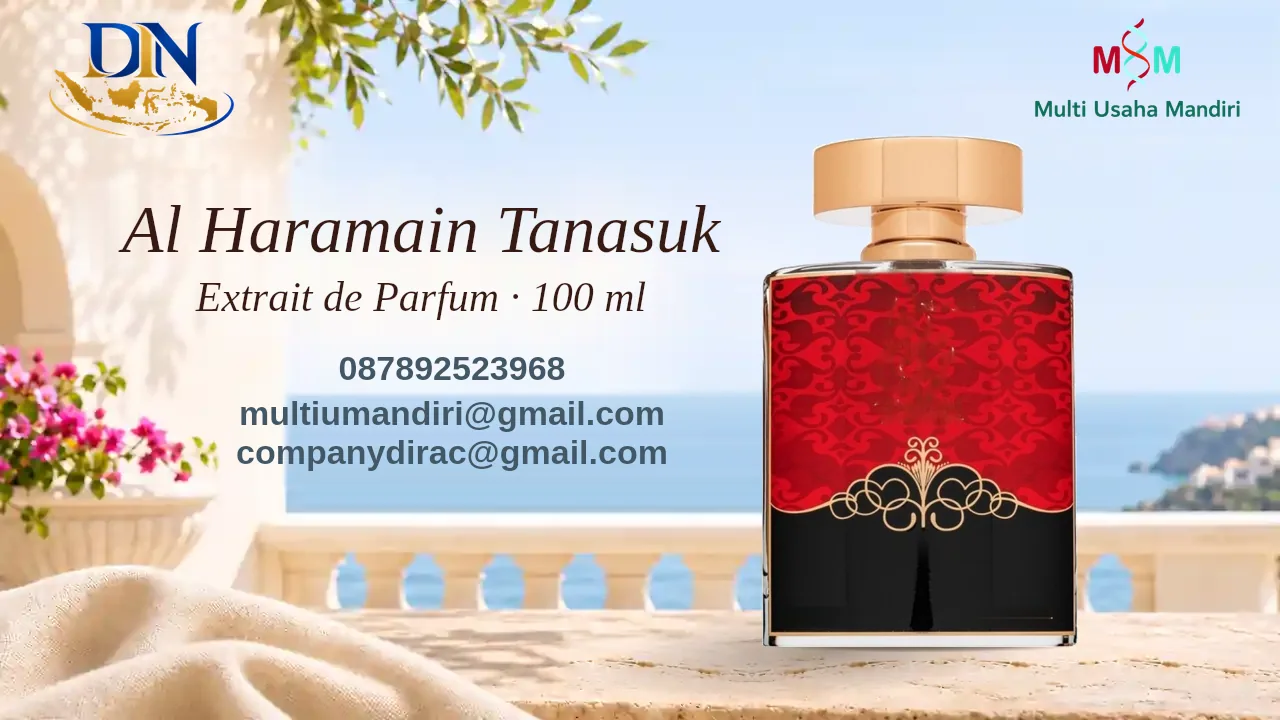 DIN
MSM
Multi Usaha Mandiri
Al Haramain Tanasuk
Extrait de Parfum · 100 ml
087892523968
multiumandiri@gmail.com
companydirac@gmail.com